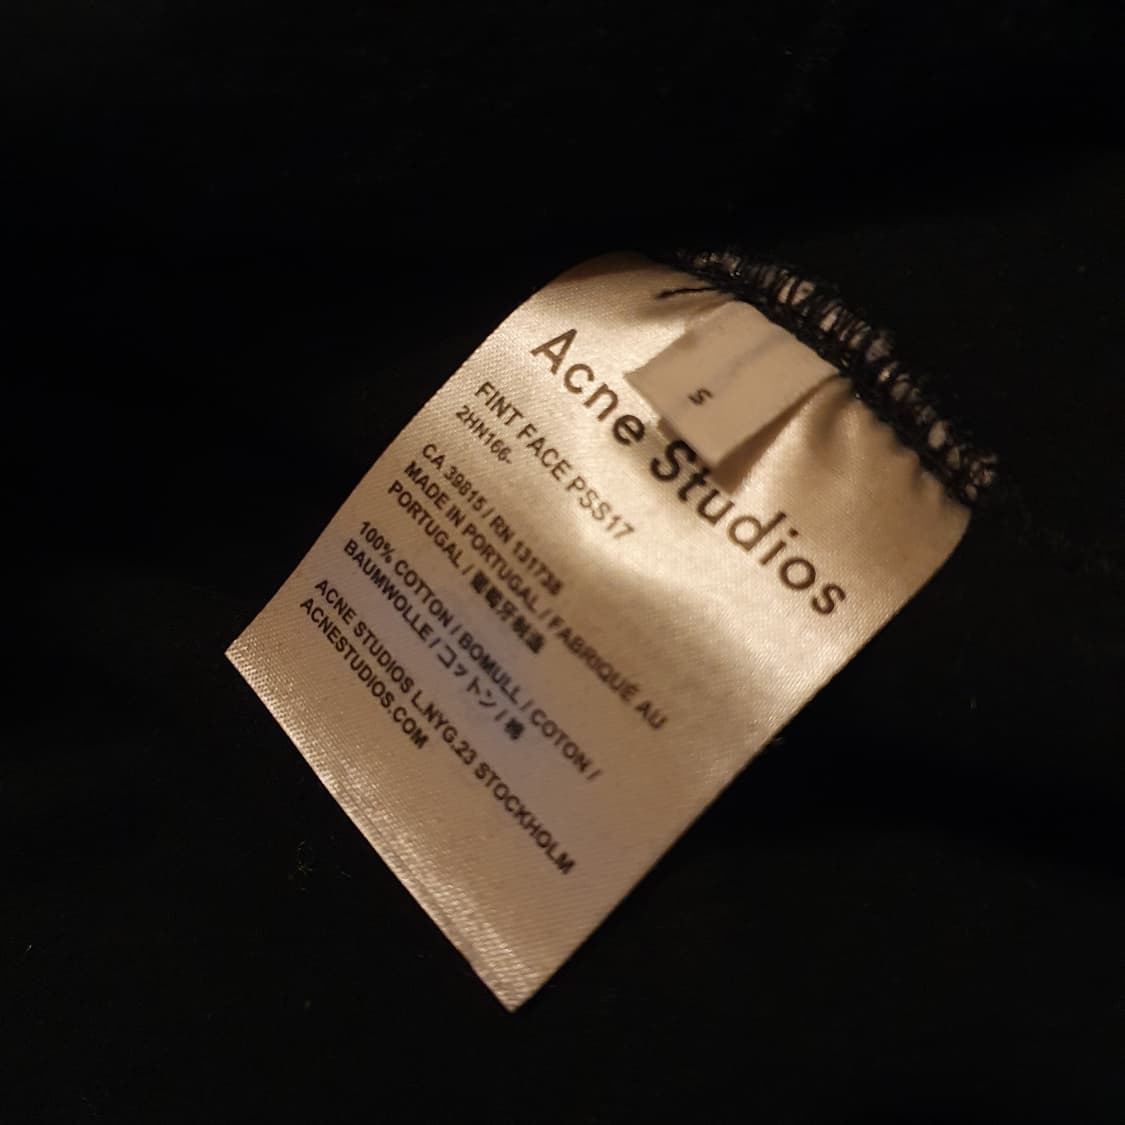 S
Acne Studios
FINT FACE PSS17
2HN166-
CA 39815 / RN 131738
MADE IN PORTUGAL / FABRIQUÉ AU
PORTUGAL / 葡萄牙制造
100% COTTON / BOMULL / COTON /
BAUMWOLLE / コットン / 棉
ACNE STUDIOS L.NYG.23 STOCKHOLM
ACNESTUDIOS.COM